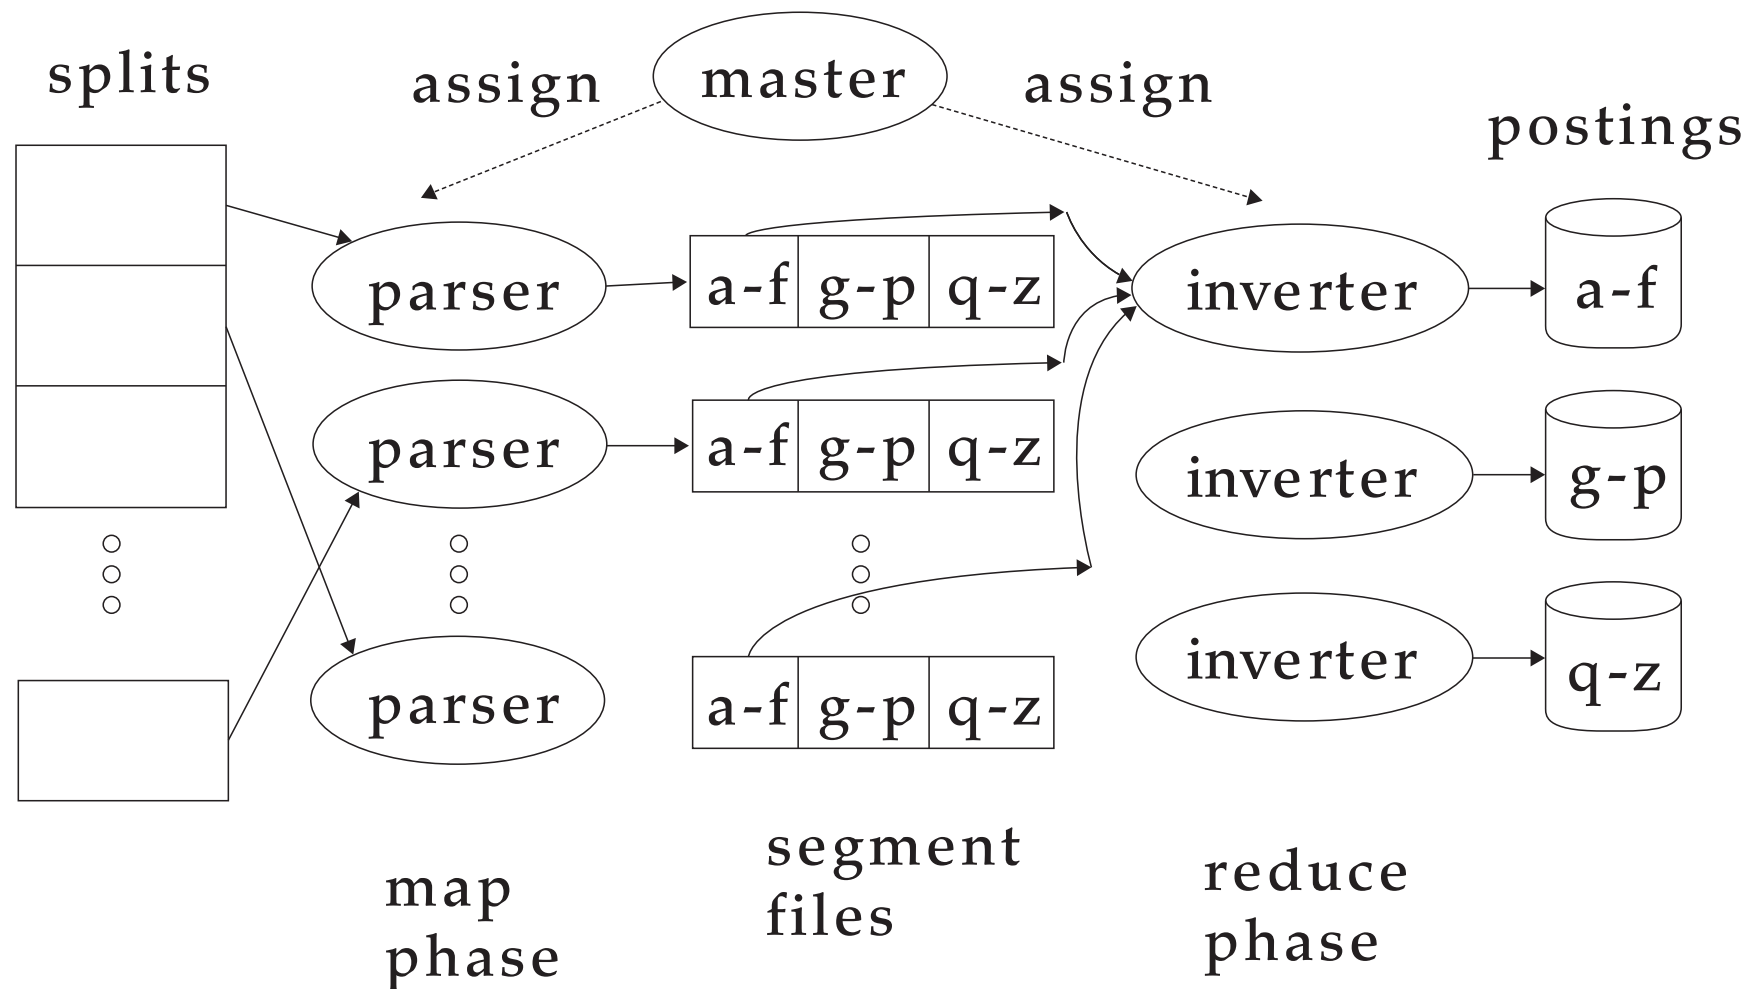 splits
assign
master
assign
postings
parser
a-f g-p q-z
inverter
a-f
parser
a-f g-p q-z
inverter
g-p
parser
a-f g-p q-z
inverter
q-z
map
phase
segment
files
reduce
phase